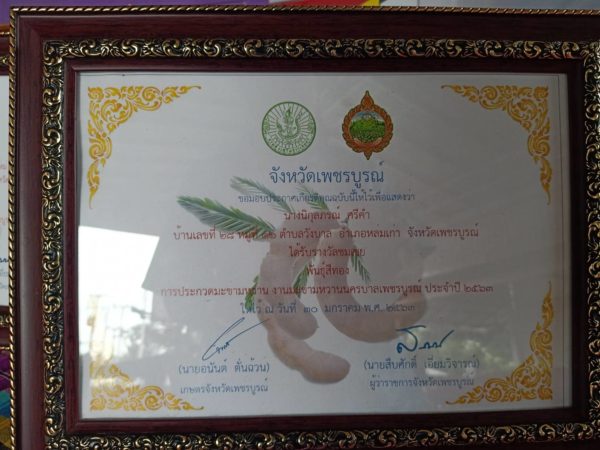 จังหวัดเพชรบูรณ์
ขอมอบประกาศเกียรติคุณฉบับนี้ให้ไว้เพื่อแสดงว่า
นางนิกุลภรณ์ ศรีคำ
บ้านเลขที่ ๒๘ หมู่ที่ ๑๒ ตำบลวังบาล อำเภอหล่มเก่า จังหวัดเพชรบูรณ์
ได้รับรางวัลชมเชย
พันธุ์สีทอง
การประกวดมะขามหวาน งานมะขามหวานนครบาลเพชรบูรณ์ ประจำปี ๒๕๖๓
ให้ไว้ ณ วันที่ ๓๐ มกราคม พ.ศ. ๒๕๖๓
(นายอนันต์ ตั่นฉ้วน) (นายสืบศักดิ์ เอี่ยมวิจารณ์)
เกษตรจังหวัดเพชรบูรณ์ ผู้ว่าราชการจังหวัดเพชรบูรณ์